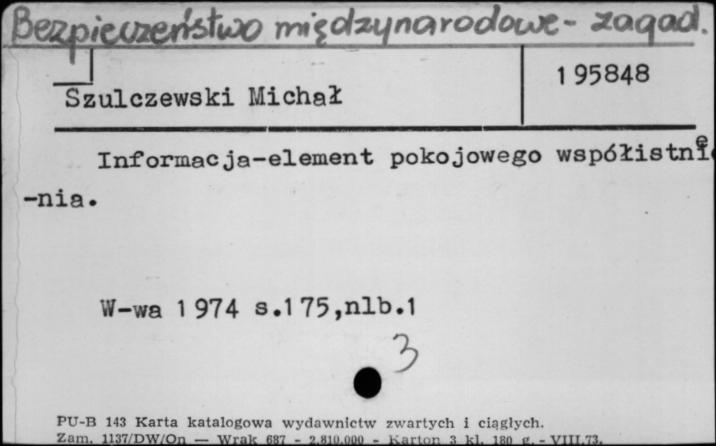 Bezpieczeństwo międzynarodowe - zagad.
Szulczewski Michał
195848
Informacja-element pokojowego współistnie
-nia.
W-wa 1974 s.175,nlb.1
3
PU-B 143 Karta katalogowa wydawnictw zwartych i ciągłych.
Zam. 1137/DW/On — Wrak 687 - 2.810.000 - Karton 3 kl. 180 g. - VIII.73.